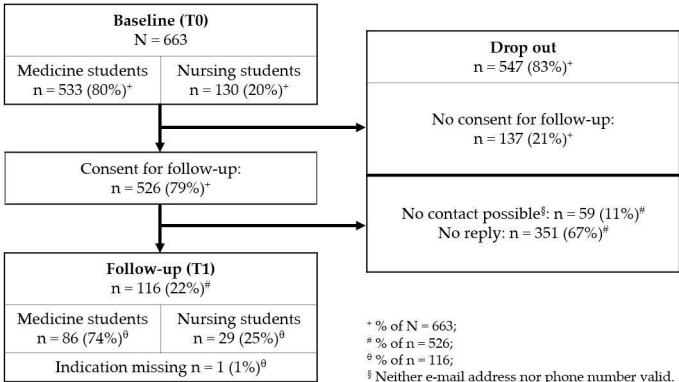 Baseline (T0)
N = 663
Medicine students
n = 533 (80%)⁺
Nursing students
n = 130 (20%)⁺
Drop out
n = 547 (83%)⁺
No consent for follow-up:
n = 137 (21%)⁺
Consent for follow-up:
n = 526 (79%)⁺
No contact possible§: n = 59 (11%)#
No reply: n = 351 (67%)#
Follow-up (T1)
n = 116 (22%)#
Medicine students
n = 86 (74%)θ
Nursing students
n = 29 (25%)θ
Indication missing n = 1 (1%)θ
⁺ % of N = 663;
# % of n = 526;
θ % of n = 116;
§ Neither e-mail address nor phone number valid.